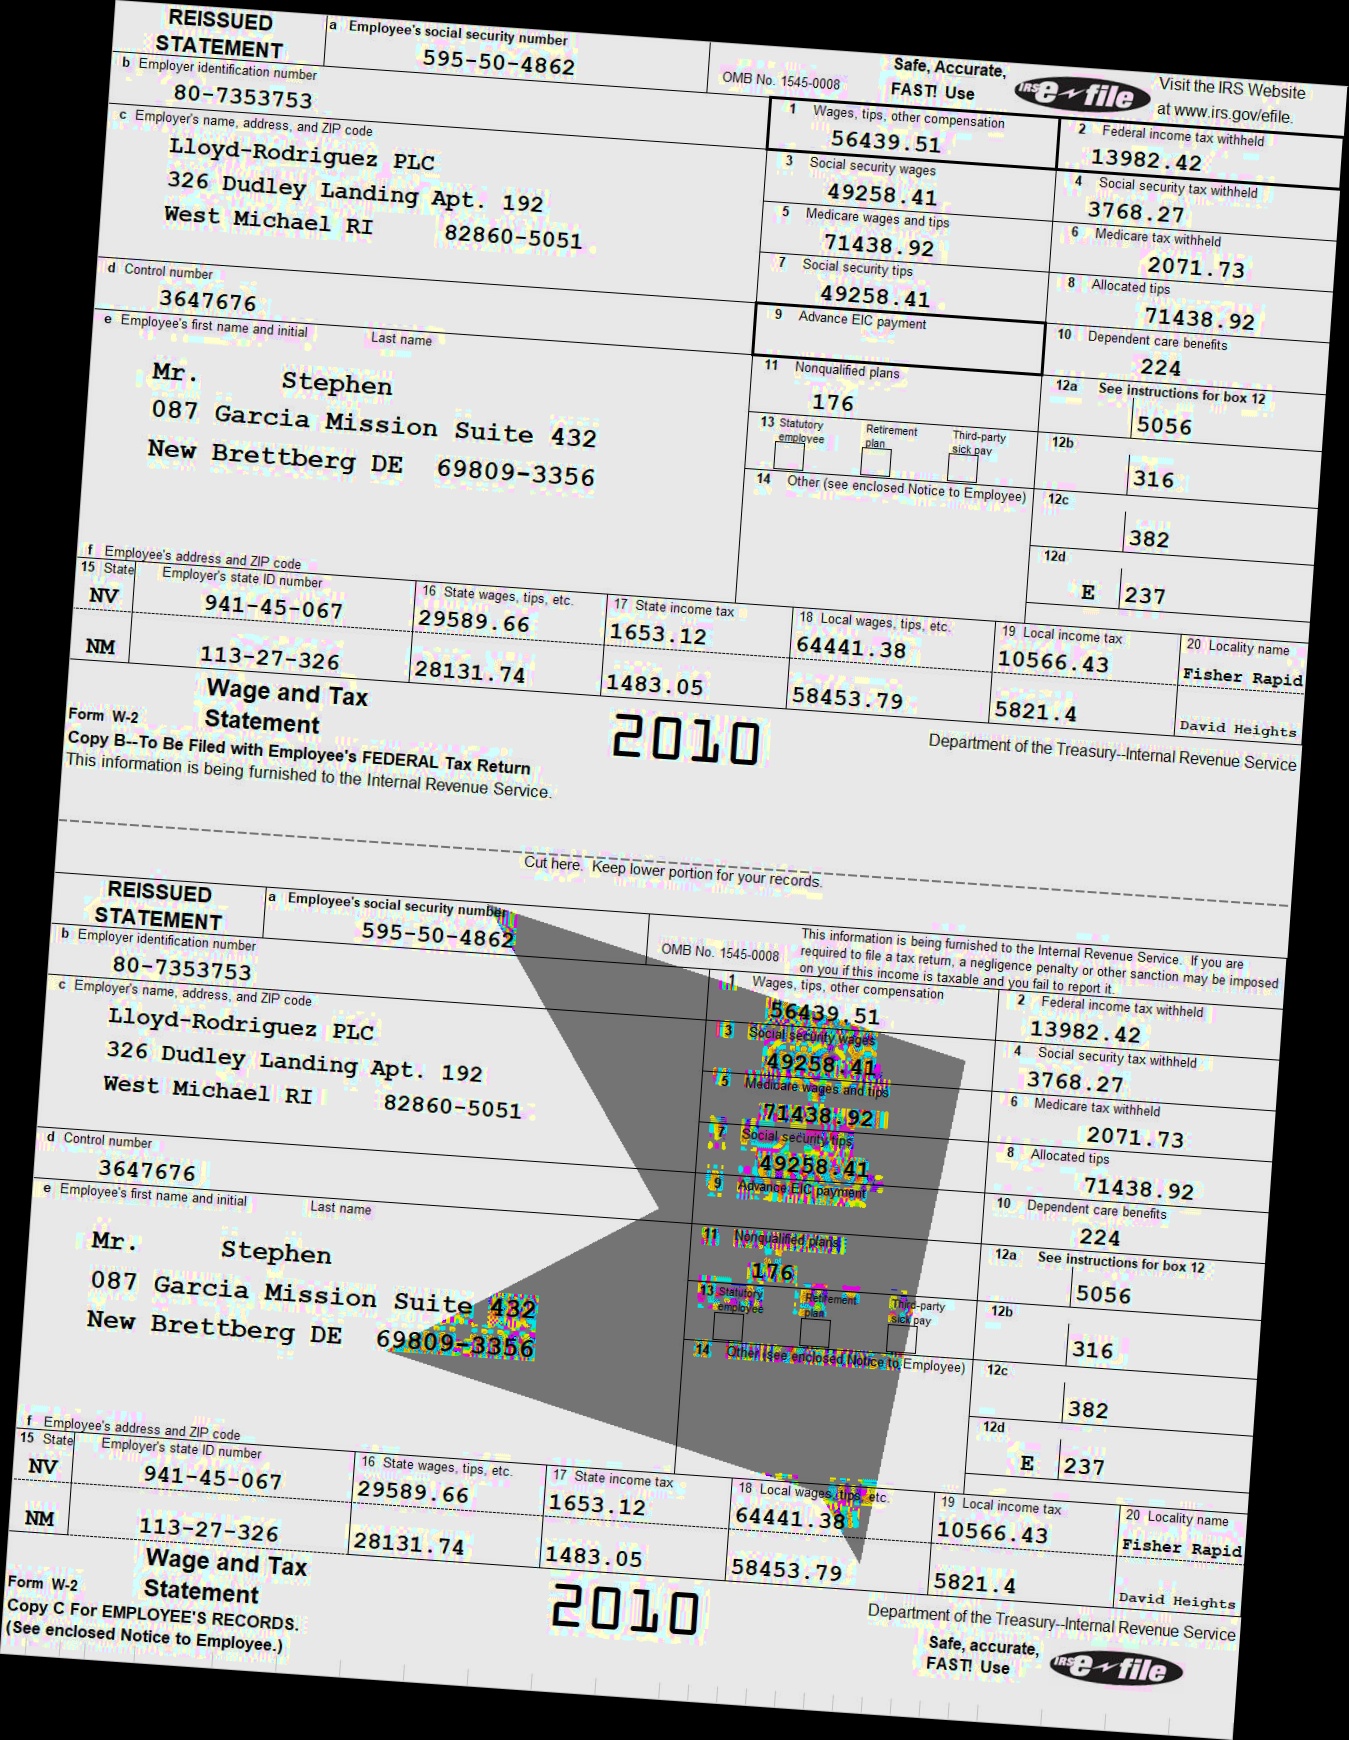 REISSUED
STATEMENT
a Employee's social security number
595-50-4862
OMB No. 1545-0008
Safe, Accurate,
FAST! Use
IRS e-file
Visit the IRS Website
at www.irs.gov/efile.
b Employer identification number
80-7353753
1 Wages, tips, other compensation
56439.51
2 Federal income tax withheld
13982.42
c Employer's name, address, and ZIP code
Lloyd-Rodriguez PLC
326 Dudley Landing Apt. 192
West Michael RI 82860-5051
3 Social security wages
49258.41
4 Social security tax withheld
3768.27
5 Medicare wages and tips
71438.92
6 Medicare tax withheld
2071.73
d Control number
3647676
7 Social security tips
49258.41
8 Allocated tips
71438.92
e Employee's first name and initial Last name
Mr. Stephen
087 Garcia Mission Suite 432
New Brettberg DE 69809-3356
9 Advance EIC payment
10 Dependent care benefits
224
11 Nonqualified plans
176
12a See instructions for box 12
5056
13 Statutory employee
Retirement plan
Third-party sick pay
12b
316
14 Other (see enclosed Notice to Employee)
12c
382
12d
E 237
f Employee's address and ZIP code
15 State Employer's state ID number
16 State wages, tips, etc.
17 State income tax
18 Local wages, tips, etc.
19 Local income tax
20 Locality name
NV 941-45-067 29589.66 1653.12 64441.38 10566.43 Fisher Rapid
NM 113-27-326 28131.74 1483.05 58453.79 5821.4 David Heights
Form W-2
Wage and Tax
Statement
2010
Department of the Treasury--Internal Revenue Service
Copy B--To Be Filed with Employee's FEDERAL Tax Return
This information is being furnished to the Internal Revenue Service.
Cut here. Keep lower portion for your records.
REISSUED
STATEMENT
a Employee's social security number
595-50-4862
OMB No. 1545-0008
This information is being furnished to the Internal Revenue Service. If you are
required to file a tax return, a negligence penalty or other sanction may be imposed
on you if this income is taxable and you fail to report it.
b Employer identification number
80-7353753
1 Wages, tips, other compensation
56439.51
2 Federal income tax withheld
13982.42
c Employer's name, address, and ZIP code
Lloyd-Rodriguez PLC
326 Dudley Landing Apt. 192
West Michael RI 82860-5051
3 Social security wages
49258.41
4 Social security tax withheld
3768.27
5 Medicare wages and tips
71438.92
6 Medicare tax withheld
2071.73
d Control number
3647676
7 Social security tips
49258.41
8 Allocated tips
71438.92
e Employee's first name and initial Last name
Mr. Stephen
087 Garcia Mission Suite 432
New Brettberg DE 69809-3356
9 Advance EIC payment
10 Dependent care benefits
224
11 Nonqualified plans
176
12a See instructions for box 12
5056
13 Statutory employee
Retirement plan
Third-party sick pay
12b
316
14 Other (see enclosed Notice to Employee)
12c
382
12d
E 237
f Employee's address and ZIP code
15 State Employer's state ID number
16 State wages, tips, etc.
17 State income tax
18 Local wages, tips, etc.
19 Local income tax
20 Locality name
NV 941-45-067 29589.66 1653.12 64441.38 10566.43 Fisher Rapid
NM 113-27-326 28131.74 1483.05 58453.79 5821.4 David Heights
Form W-2
Wage and Tax
Statement
2010
Department of the Treasury--Internal Revenue Service
Copy C For EMPLOYEE'S RECORDS.
(See enclosed Notice to Employee.)
Safe, accurate,
FAST! Use
IRS e-file